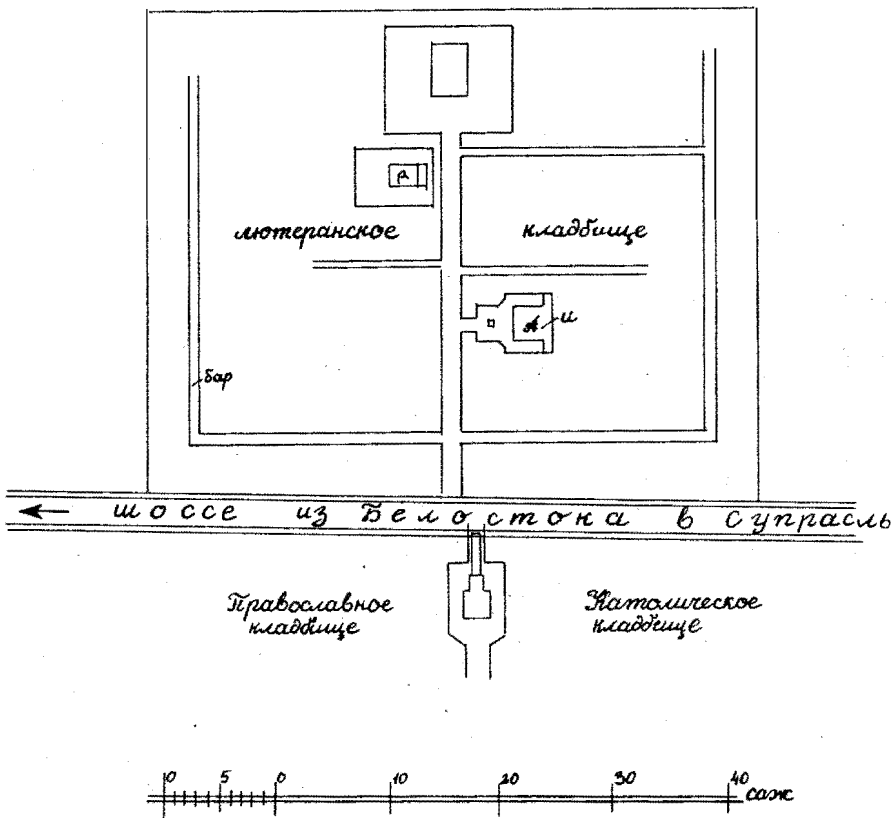 я
лютеранское кладбище
А и
бар
шоссе из Белостока в Супрасль
Православное
кладбище
Католическое
кладбище
10 5 0 10 20 30 40 саж